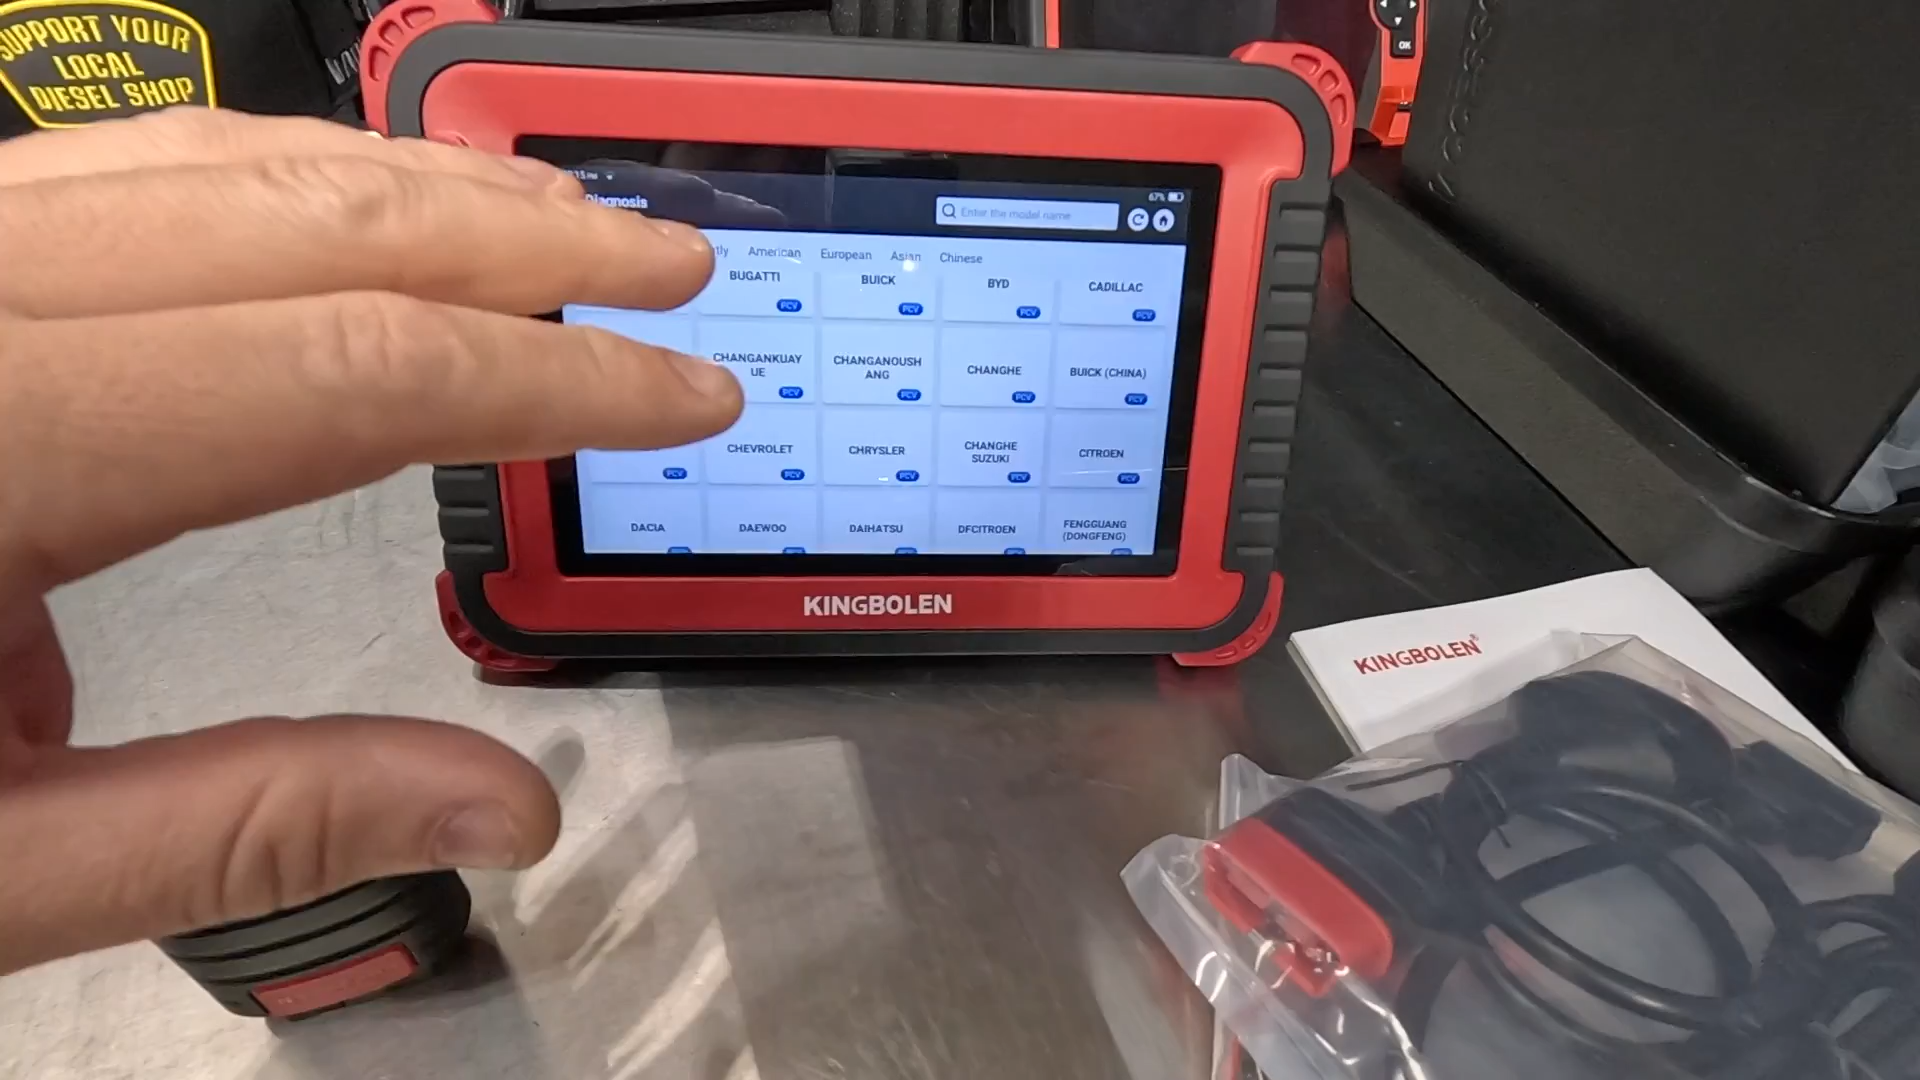 SUPPORT YOUR
LOCAL
DIESEL SHOP
OK
Diagnosis
67%
Enter the model name
American European Asian Chinese
BUGATTI BUICK BYD CADILLAC
PCV PCV PCV PCV
CHANGANKUAY
UE
CHANGANOUSH
ANG
CHANGHE BUICK (CHINA)
PCV PCV PCV PCV
CHEVROLET CHRYSLER
CHANGHE
SUZUKI
CITROEN
PCV PCV PCV PCV PCV
DACIA DAEWOO DAIHATSU DFCITROEN
FENGGUANG
(DONGFENG)
KINGBOLEN
KINGBOLEN®